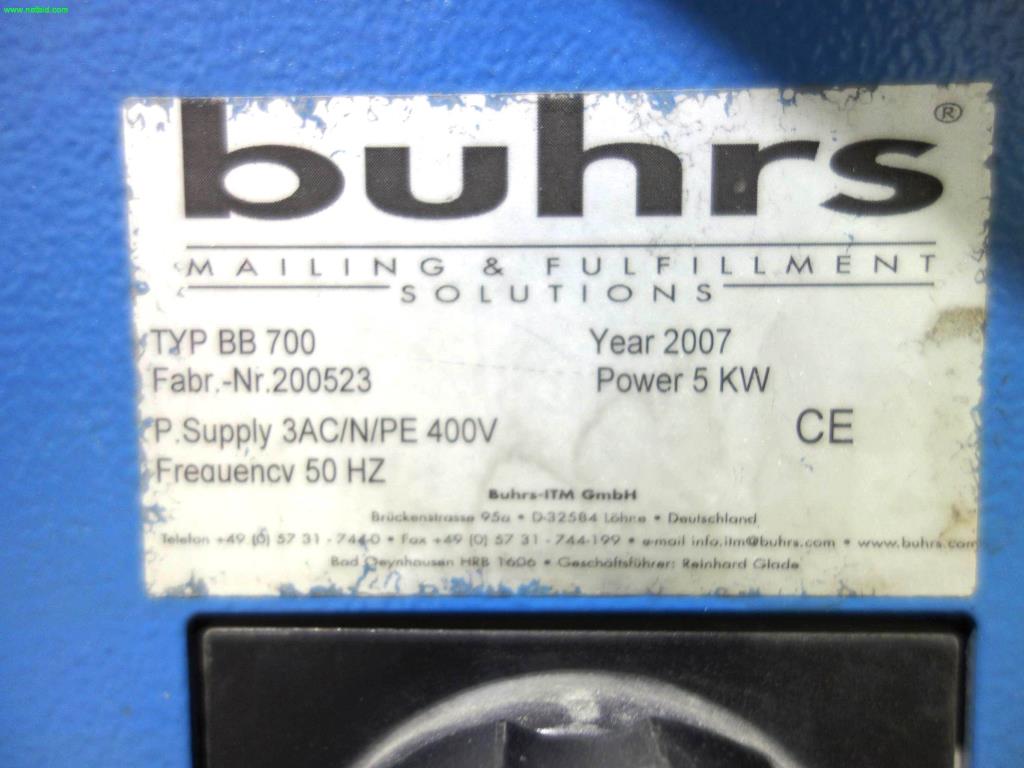 www.netbid.com
buhrs®
MAILING & FULFILLMENT
SOLUTIONS
TYP BB 700 Year 2007
Fabr.-Nr.200523 Power 5 KW
P.Supply 3AC/N/PE 400V CE
Frequency 50 HZ
Buhrs-ITM GmbH
Brückenstrasse 95a • D-32584 Löhne • Deutschland
Telefon +49 (0) 57 31 - 744-0 • Fax +49 (0) 57 31 - 744-199 • e-mail info.itm@buhrs.com • www.buhrs.com
Bad Oeynhausen HRB 1606 • Geschäftsführer: Reinhard Glade